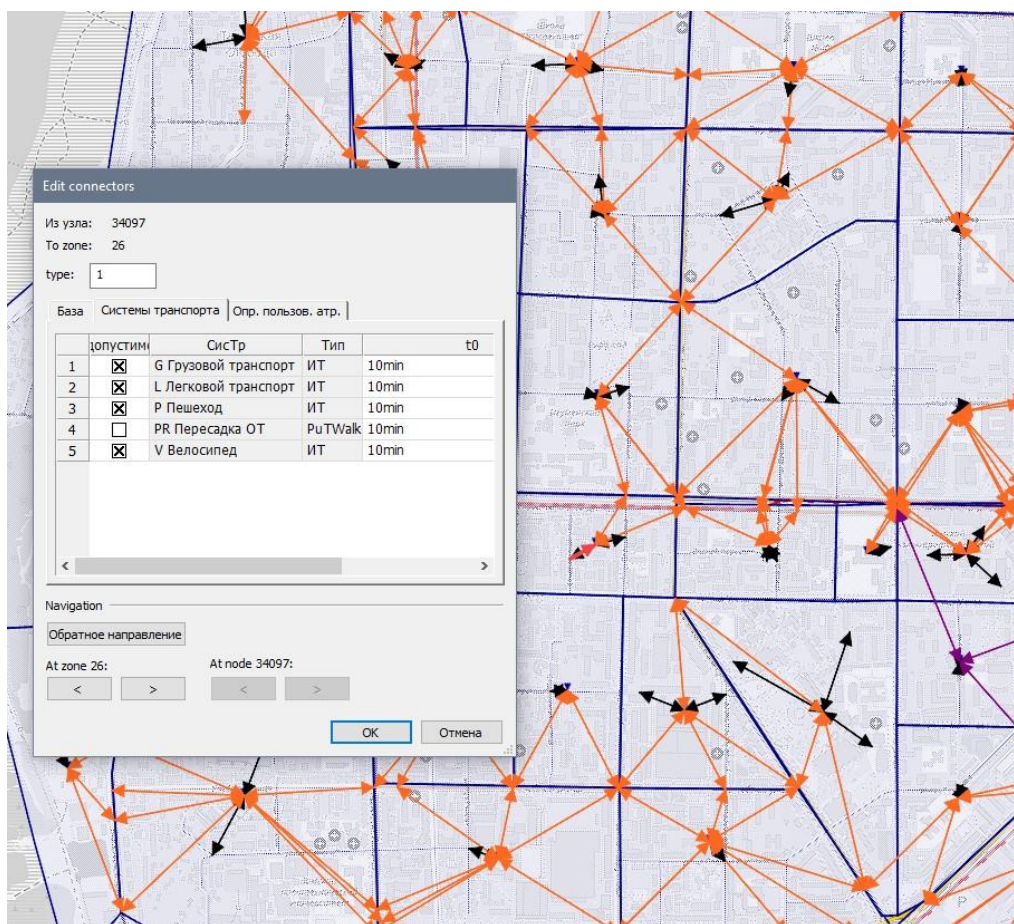 Edit connectors
Из узла: 34097
To zone: 26
type: 1
База Системы транспорта Опр. пользов. атр.
допустим СисТр Тип t0
1 G Грузовой транспорт ИТ 10min
2 L Легковой транспорт ИТ 10min
3 P Пешеход ИТ 10min
4 PR Пересадка ОТ PuTWalk 10min
5 V Велосипед ИТ 10min
Navigation
Обратное направление
At zone 26: At node 34097:
< > < >
OK Отмена
P